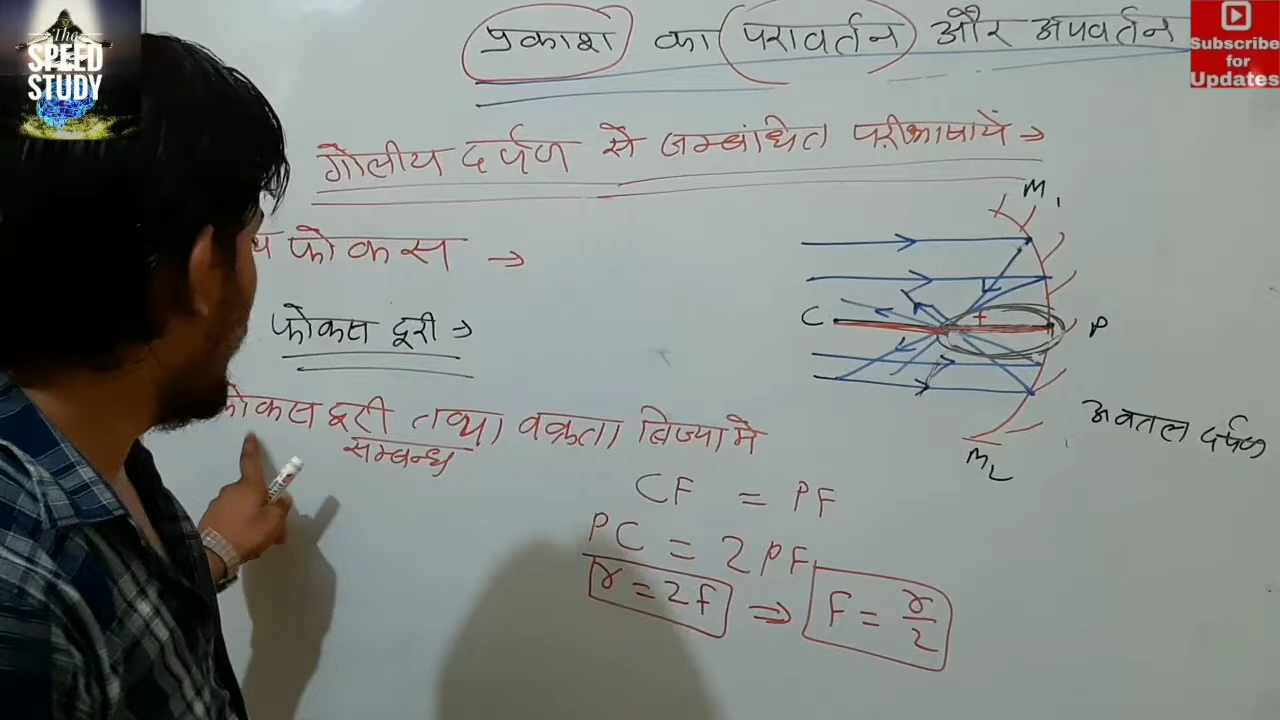 The
SPEED
STUDY
Subscribe
for
Updates
प्रकाश का परावर्तन और अपवर्तन
गोलीय दर्पण से सम्बंधित परीभाषायें →
फोकस →
फोकस दूरी →
फोकस दूरी तथा वक्रता त्रिज्या में
सम्बन्ध
CF = PF
PC = 2PF
r = 2f ⇒ F = r/2
M1
C
P
M2
अवतल दर्पण